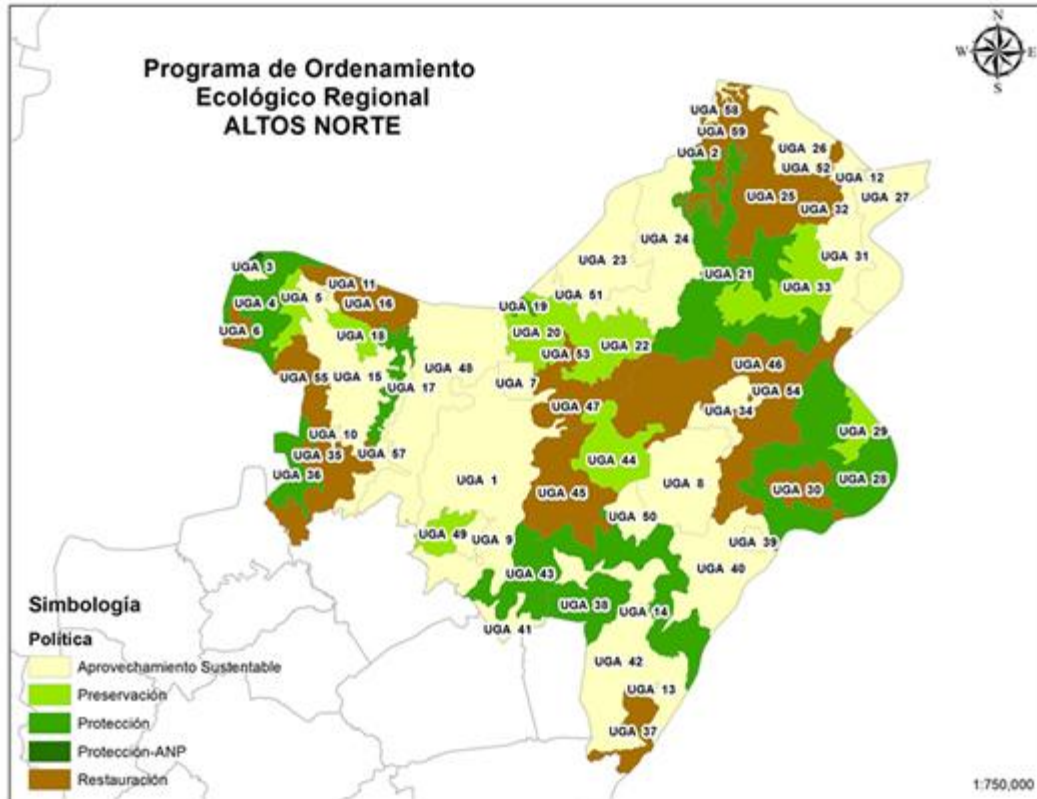 Programa de Ordenamiento
Ecológico Regional
ALTOS NORTE
N
W E
S
UGA 58
UGA 59
UGA 2
UGA 26
UGA 52
UGA 12
UGA 27
UGA 25
UGA 32
UGA 24
UGA 23
UGA 31
UGA 3
UGA 21
UGA 11
UGA 33
UGA 5
UGA 51
UGA 4
UGA 16
UGA 19
UGA 6
UGA 18
UGA 20
UGA 22
UGA 53
UGA 46
UGA 48
UGA 55
UGA 15
UGA 7
UGA 17
UGA 54
UGA 47
UGA 34
UGA 29
UGA 10
UGA 35
UGA 57
UGA 44
UGA 36
UGA 1
UGA 8
UGA 28
UGA 45
UGA 30
UGA 50
UGA 49
UGA 9
UGA 39
UGA 40
UGA 43
UGA 38
UGA 14
UGA 41
UGA 42
UGA 13
UGA 37
Simbología
Política
Aprovechamiento Sustentable
Preservación
Protección
Protección-ANP
Restauración
1:750,000